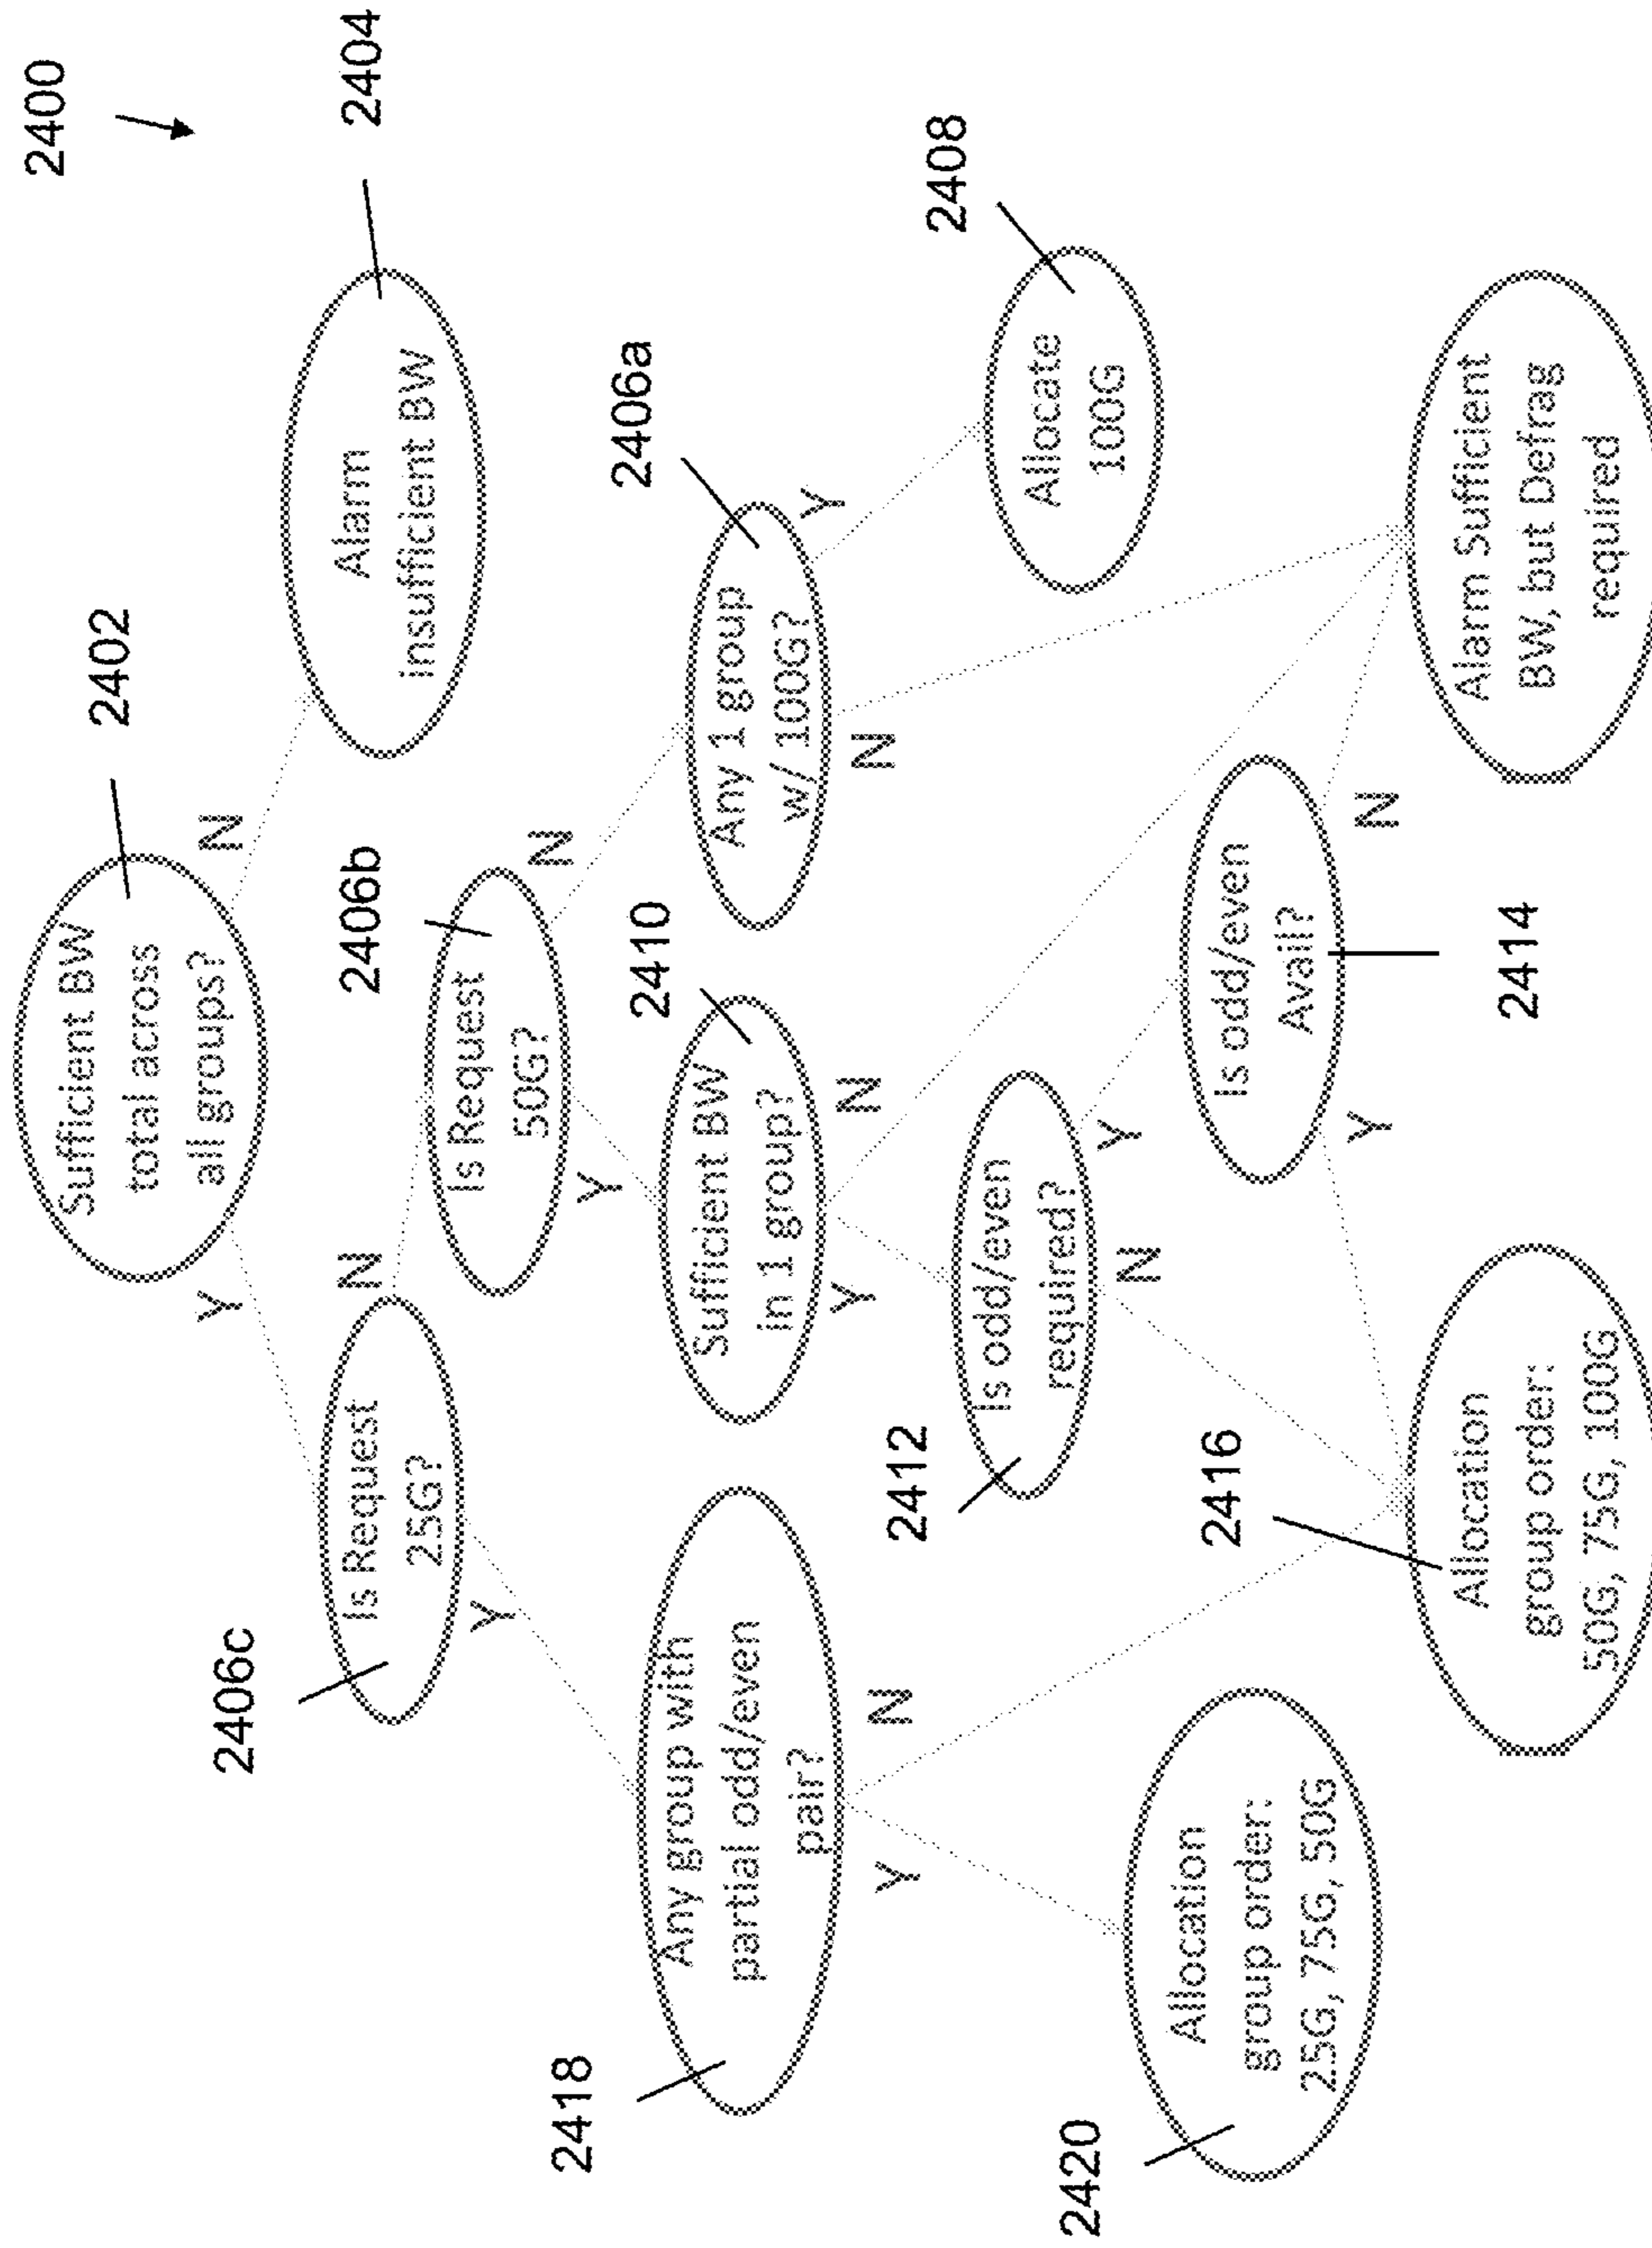 2400
2402
Sufficient BW
total across
all groups?
Y
N
2404
Alarm
insufficient BW
2406c
Is Request
25G?
N
Y
2406b
Is Request
50G?
N
Y
2418
Any group with
partial odd/even
pair?
Y
N
2410
Sufficient BW
in 1 group?
Y
N
2406a
Any 1 group
w/ 100G?
N
Y
2408
Allocate
100G
2412
Is odd/even
required?
N
Y
2414
Is odd/even
Avail?
Y
N
2420
Allocation
group order:
25G, 75G, 50G
2416
Allocation
group order:
50G, 75G, 100G
Alarm Sufficient
BW, but Defrag
required